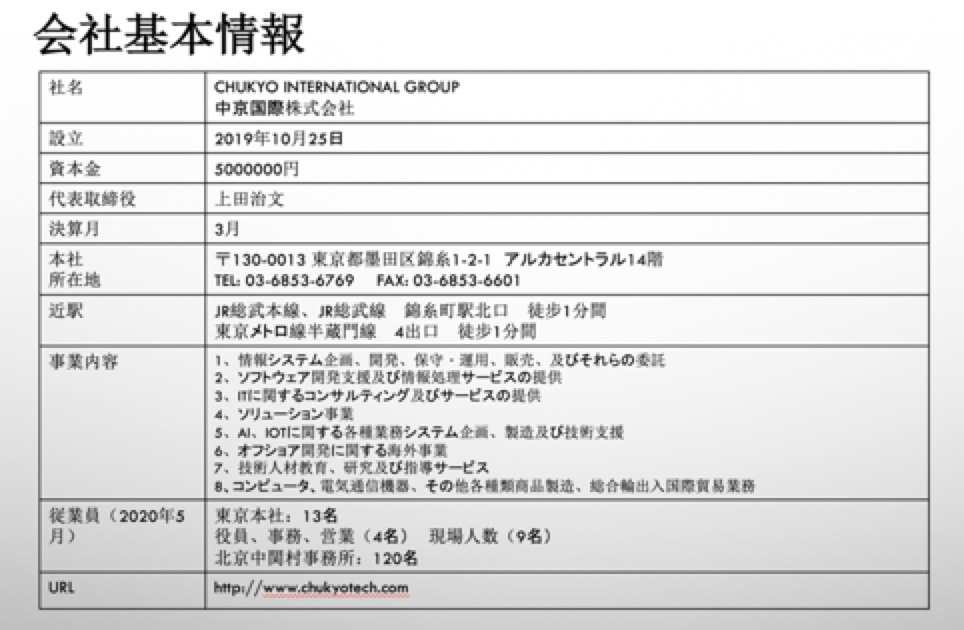 会社基本情報
社名
CHUKYO INTERNATIONAL GROUP
中京国際株式会社
設立
2019年10月25日
資本金
5000000円
代表取締役
上田治文
決算月
3月
本社
所在地
〒130-0013 東京都墨田区錦糸1-2-1　アルカセントラル14階
TEL: 03-6853-6769　FAX: 03-6853-6601
近駅
JR総武本線、JR総武線　錦糸町駅北口　徒歩1分間
東京メトロ線半蔵門線　4出口　徒歩1分間
事業内容
1、情報システム企画、開発、保守・運用、販売、及びそれらの委託
2、ソフトウェア開発支援及び情報処理サービスの提供
3、ITに関するコンサルティング及びサービスの提供
4、ソリューション事業
5、AI、IOTに関する各種業務システム企画、製造及び技術支援
6、オフショア開発に関する海外事業
7、技術人材教育、研究及び指導サービス
8、コンピュータ、電気通信機器、その他各種類商品製造、総合輸出入国際貿易業務
従業員（2020年5
月）
東京本社：13名
役員、事務、営業（4名）　現場人数（9名）
北京中関村事務所：120名
URL
http://www.chukyotech.com